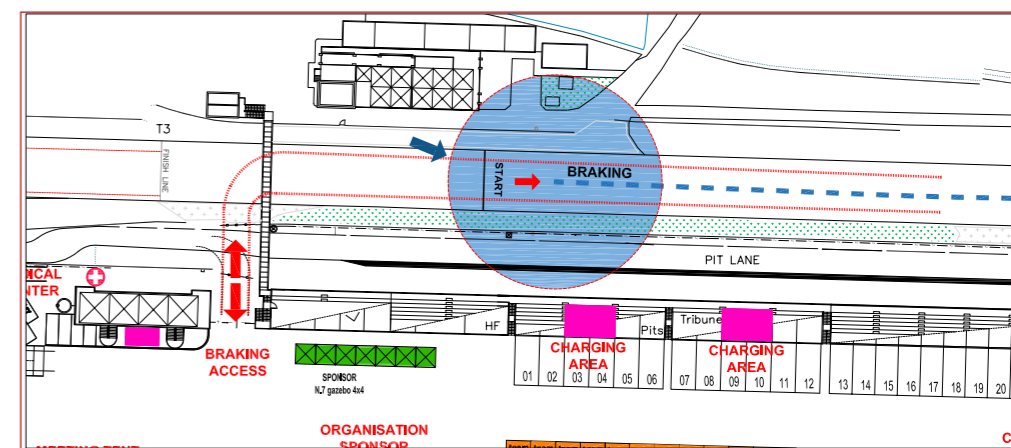 T3
FINISH LINE
START
BRAKING
PIT LANE
BRAKING
ACCESS
HF
Pits
Tribune
CHARGING
AREA
CHARGING
AREA
SPONSOR
N.7 gazebo 4x4
01 02 03 04 05 06 07 08 09 10 11 12 13 14 15 16 17 18 19 20
ORGANISATION
SPONSOR